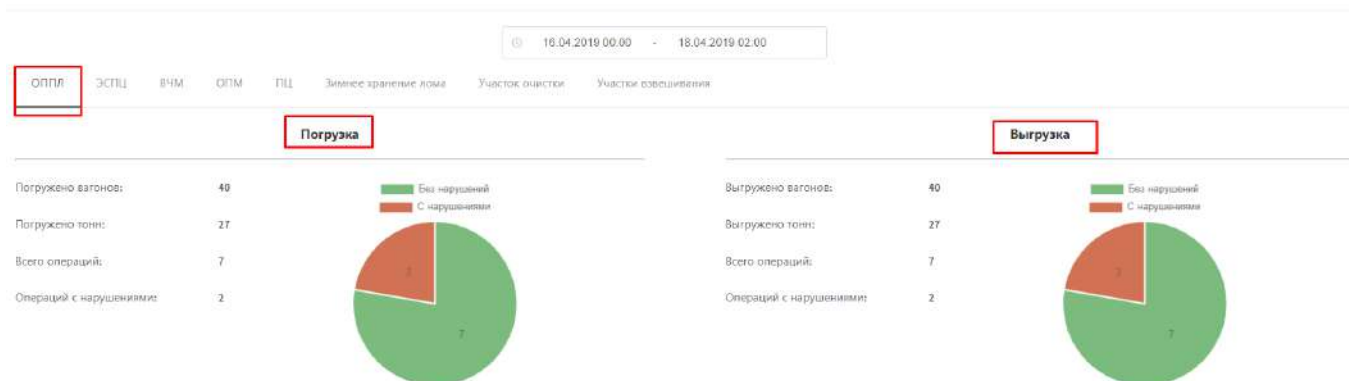 16.04.2019 00:00 - 18.04.2019 02:00
ОППЛ ЭСПЦ ВЧМ ОПМ ПЦ Зимнее хранение лома Участок очистки Участки взвешивания
Погрузка
Погружено вагонов: 40
Погружено тонн: 27
Всего операций: 7
Операций с нарушениями: 2
Без нарушений
С нарушениями
2
7
Выгрузка
Выгружено вагонов: 40
Выгружено тонн: 27
Всего операций: 7
Операций с нарушениями: 2
Без нарушений
С нарушениями
2
7